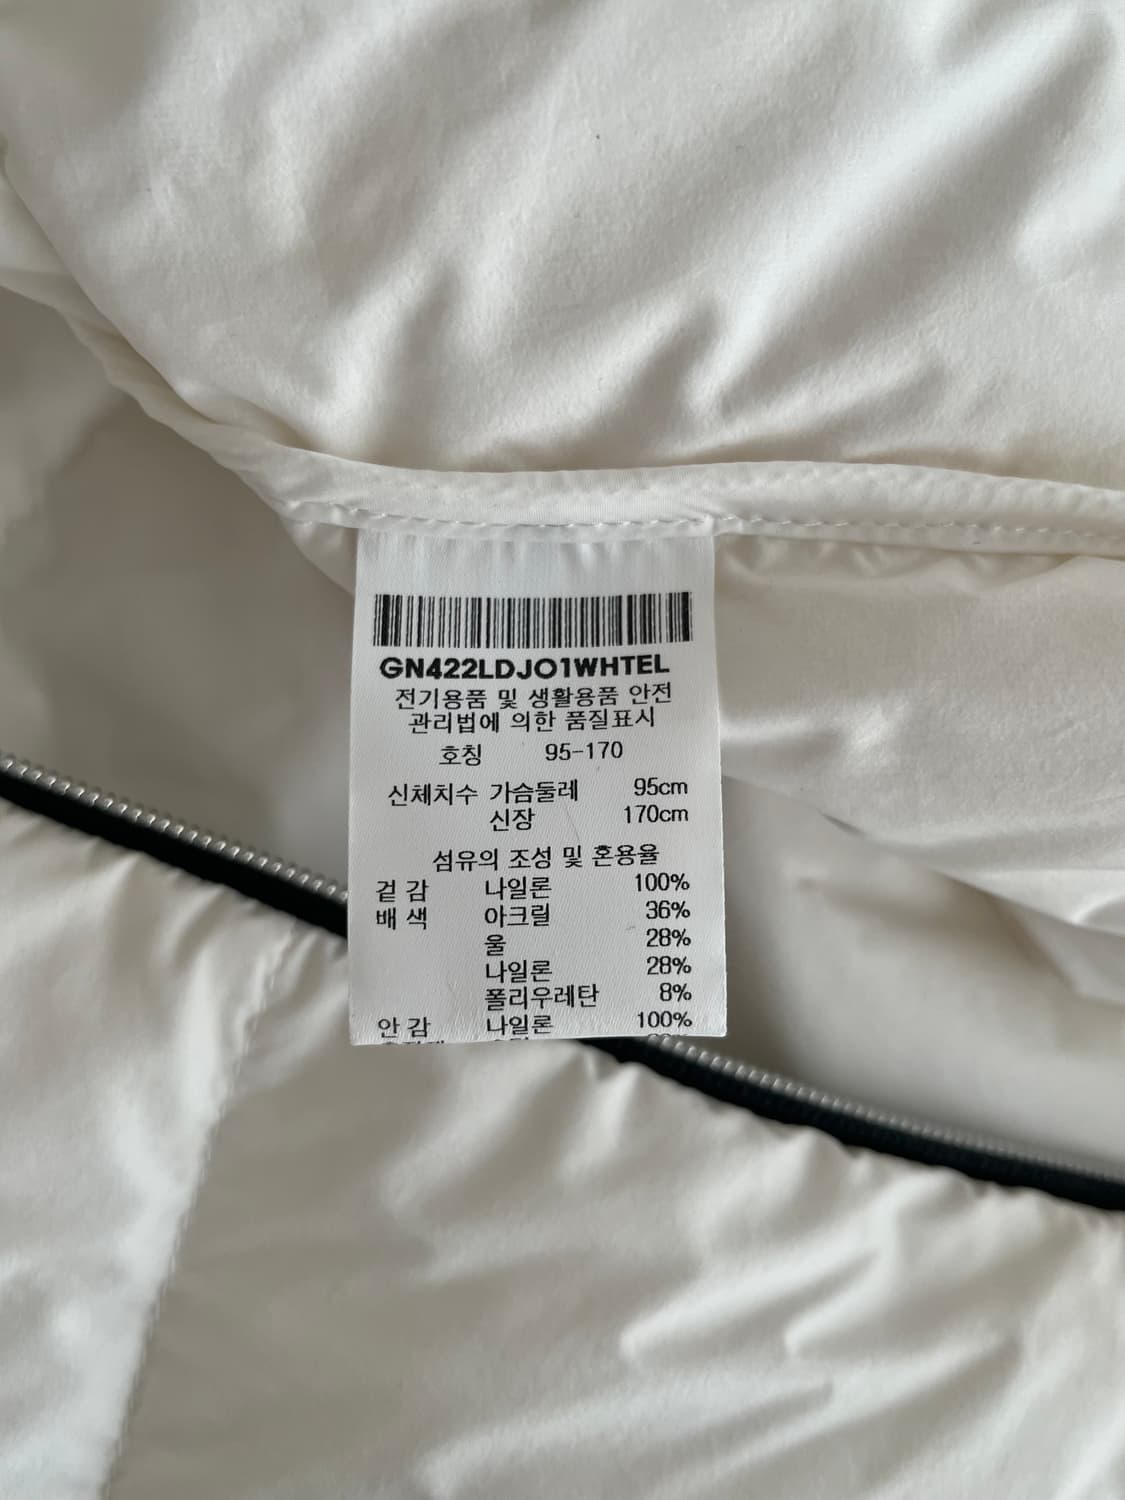 GN422LDJO1WHTEL
전기용품 및 생활용품 안전
관리법에 의한 품질표시
호칭 95-170
신체치수 가슴둘레 95cm
신장 170cm
섬유의 조성 및 혼용율
겉감 나일론 100%
배색 아크릴 36%
울 28%
나일론 28%
폴리우레탄 8%
안감 나일론 100%